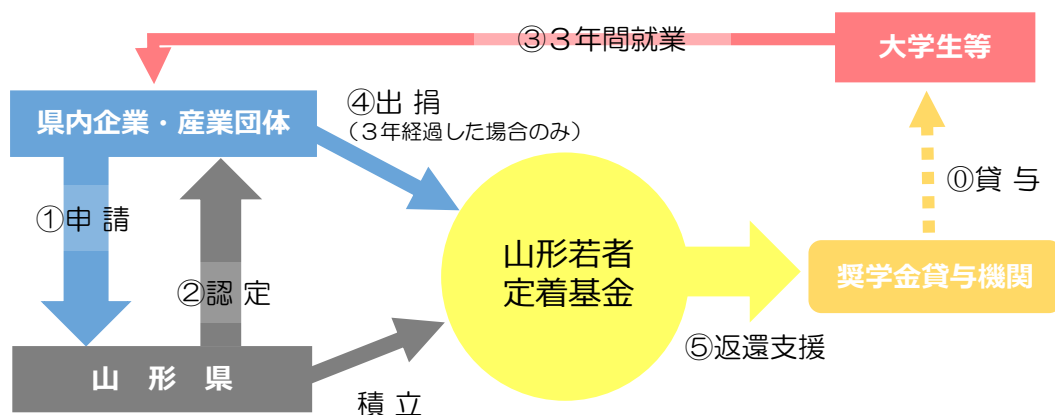 ③３年間就業
大学生等
県内企業・産業団体
④出 捐
（３年経過した場合のみ）
⓪貸 与
①申 請
②認 定
山形若者
定着基金
奨学金貸与機関
⑤返還支援
山 形 県
積 立